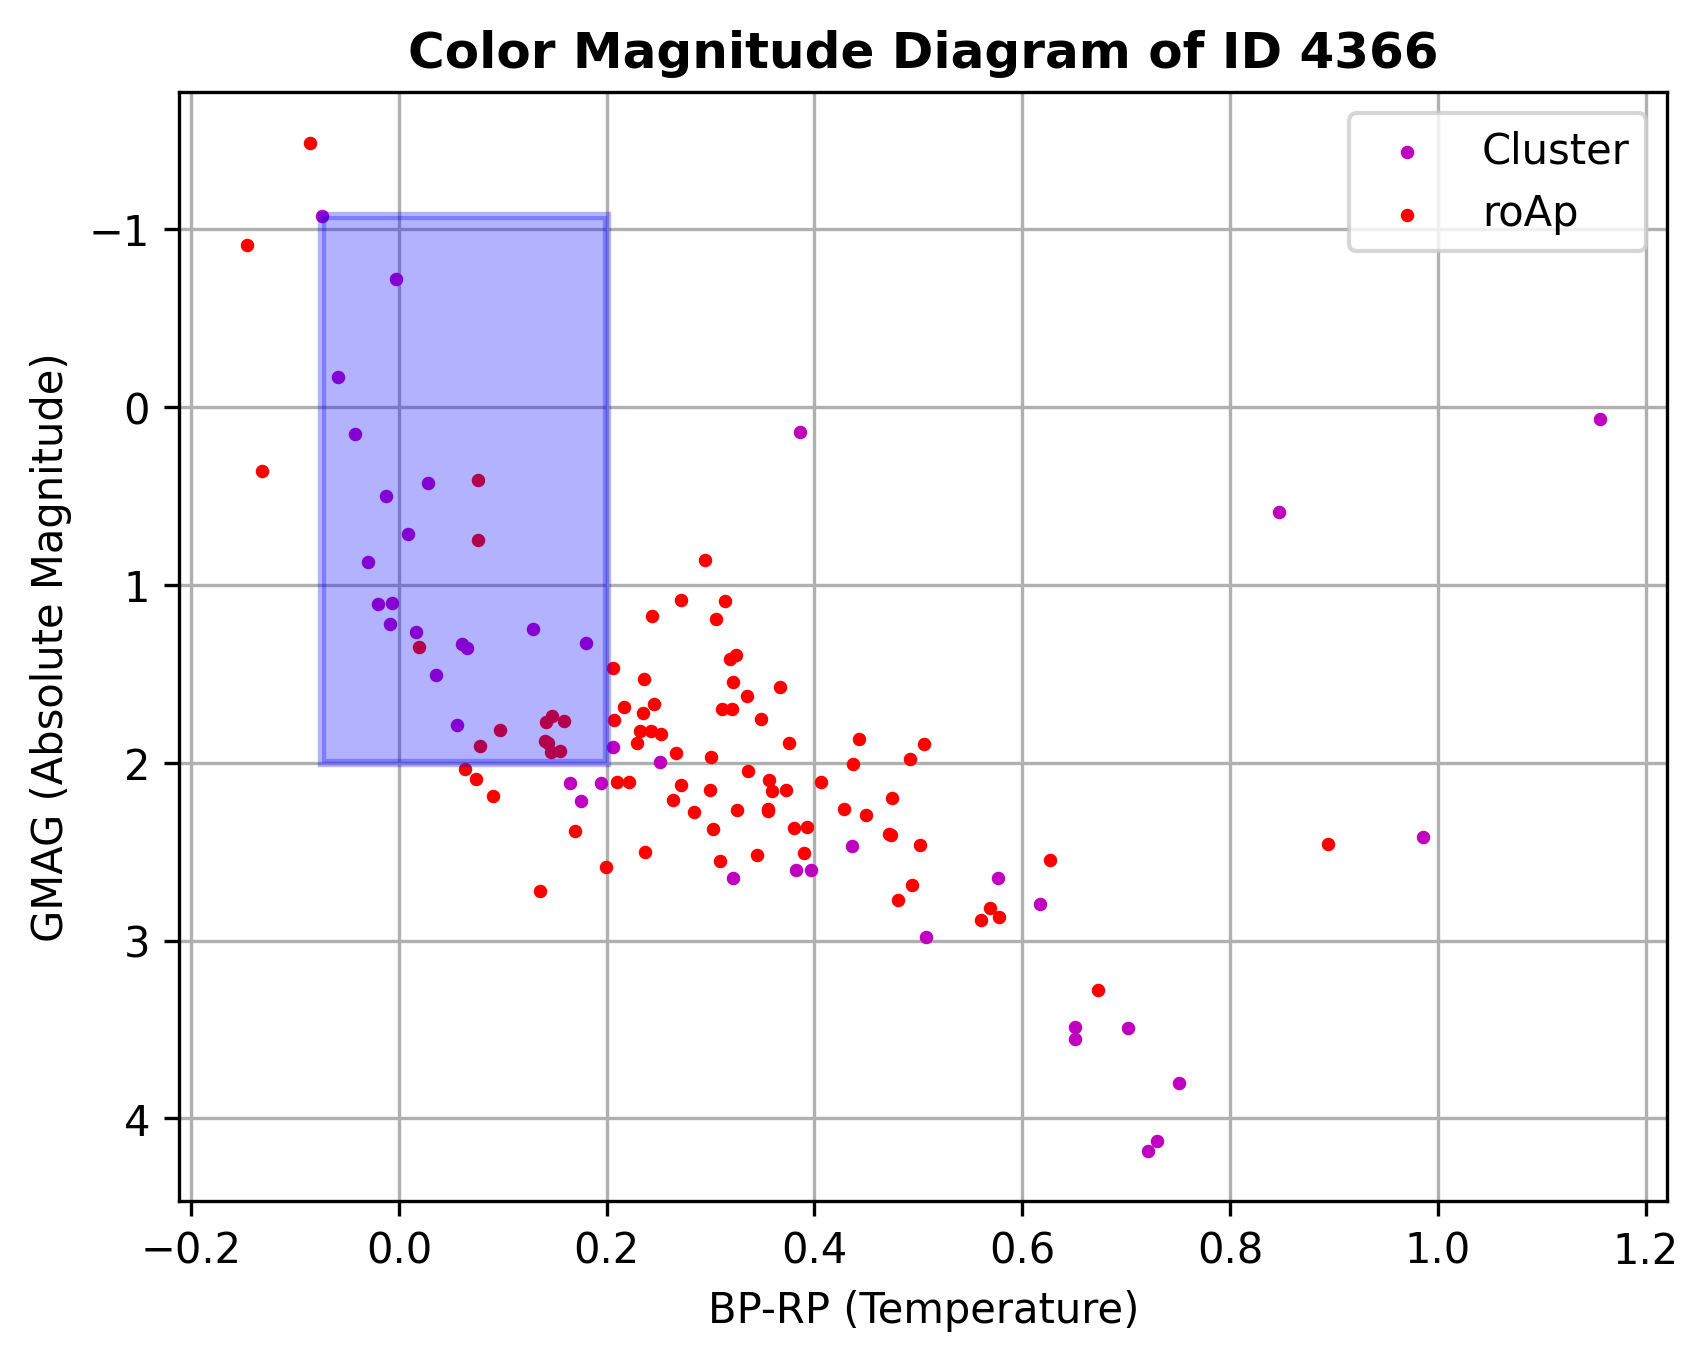 Color Magnitude Diagram of ID 4366
Cluster
roAp
GMAG (Absolute Magnitude)
−1
0
1
2
3
4
−0.2 0.0 0.2 0.4 0.6 0.8 1.0 1.2
BP-RP (Temperature)